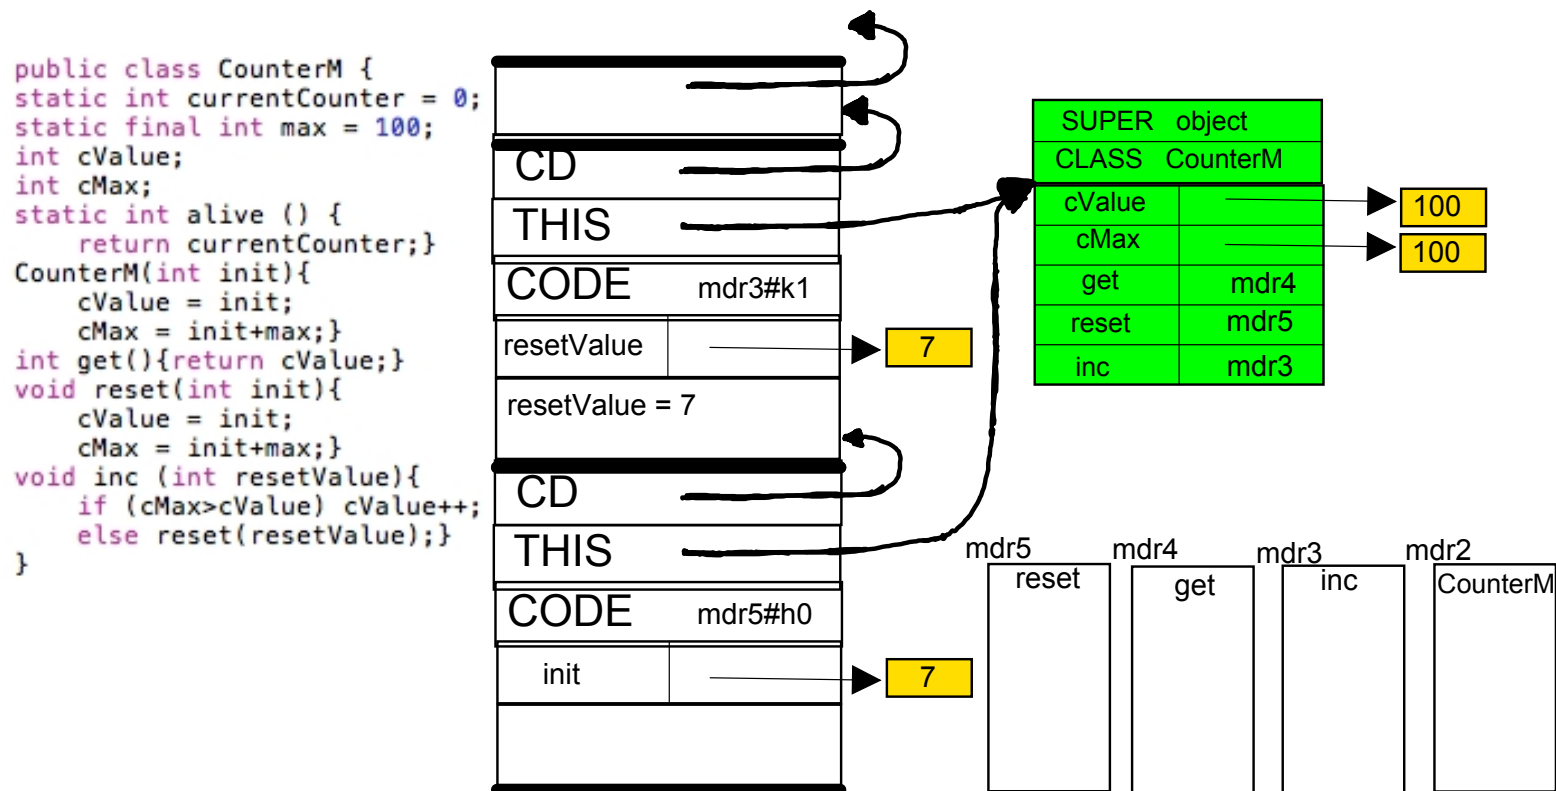 public class CounterM {
static int currentCounter = 0;
static final int max = 100;
int cValue;
int cMax;
static int alive () {
    return currentCounter;}
CounterM(int init){
    cValue = init;
    cMax = init+max;}
int get(){return cValue;}
void reset(int init){
    cValue = init;
    cMax = init+max;}
void inc (int resetValue){
    if (cMax>cValue) cValue++;
    else reset(resetValue);}
}
CD
THIS
CODE mdr3#k1
resetValue 7
resetValue = 7
CD
THIS
CODE mdr5#h0
init 7
SUPER object
CLASS CounterM
cValue 100
cMax 100
get mdr4
reset mdr5
inc mdr3
mdr5 mdr4 mdr3 mdr2
reset get inc CounterM